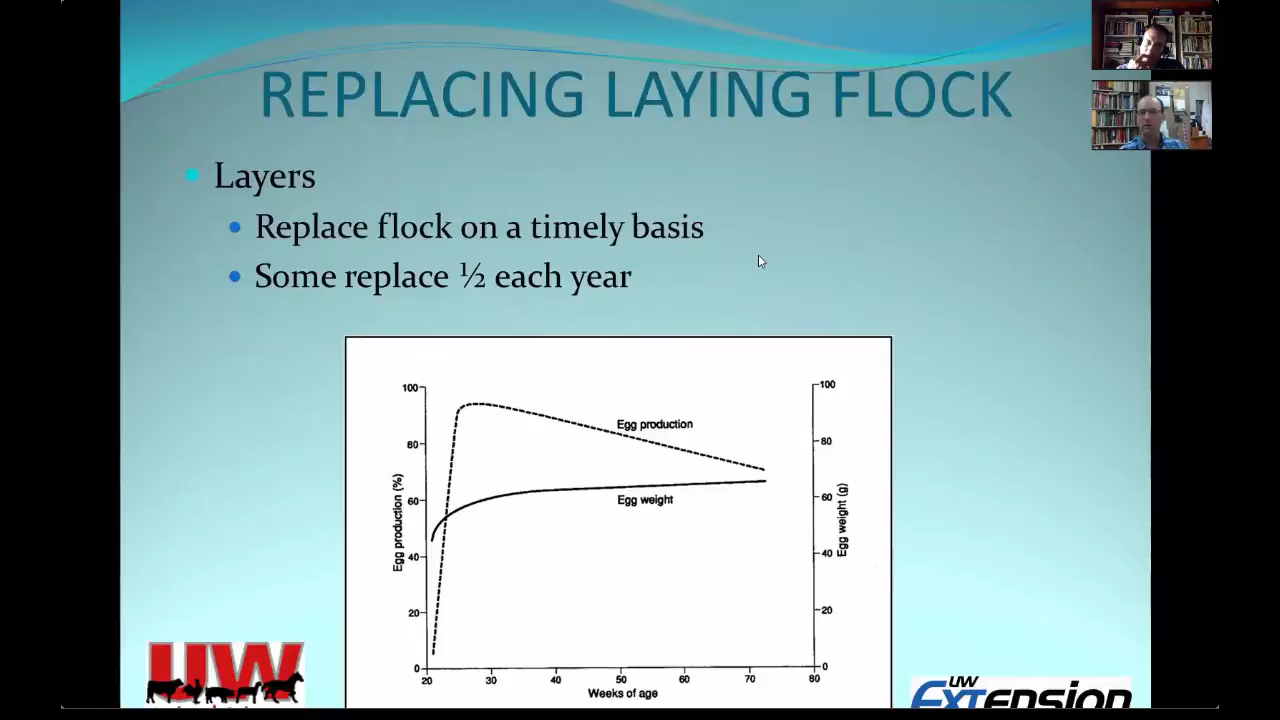 REPLACING LAYING FLOCK
Layers
Replace flock on a timely basis
Some replace ½ each year
100
80
60
40
20
0
Egg production (%)
Egg production
Egg weight
100
80
60
40
20
0
Egg weight (g)
20 30 40 50 60 70 80
Weeks of age
UW
UW
EXTension